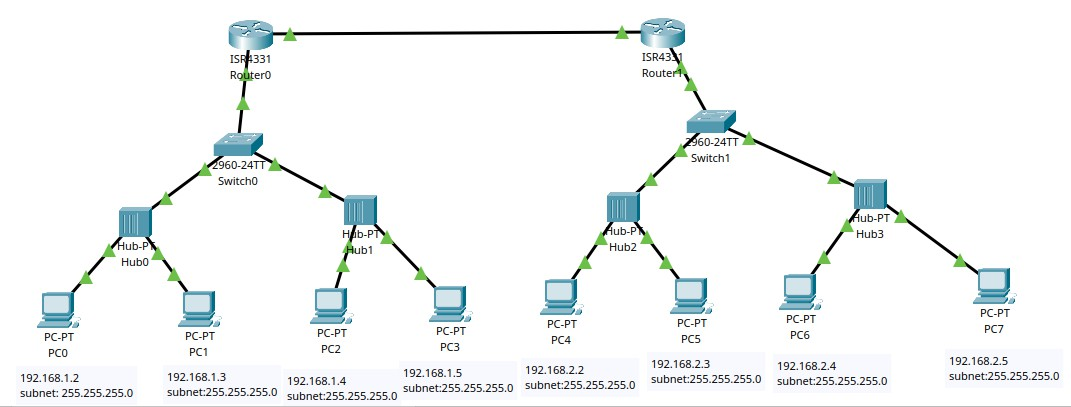 ISR4331
Router0
ISR4331
Router1
2960-24TT
Switch0
2960-24TT
Switch1
Hub-PT
Hub0
Hub-PT
Hub1
Hub-PT
Hub2
Hub-PT
Hub3
PC-PT
PC0
PC-PT
PC1
PC-PT
PC2
PC-PT
PC3
PC-PT
PC4
PC-PT
PC5
PC-PT
PC6
PC-PT
PC7
192.168.1.2
subnet: 255.255.255.0
192.168.1.3
subnet:255.255.255.0
192.168.1.4
subnet:255.255.255.0
192.168.1.5
subnet:255.255.255.0
192.168.2.2
subnet:255.255.255.0
192.168.2.3
subnet:255.255.255.0
192.168.2.4
subnet:255.255.255.0
192.168.2.5
subnet:255.255.255.0